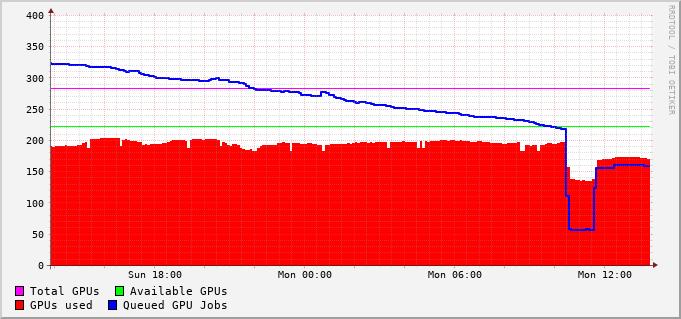 400
350
300
250
200
150
100
50
0
Sun 18:00 Mon 00:00 Mon 06:00 Mon 12:00
Total GPUs Available GPUs
GPUs used Queued GPU Jobs
RRDTOOL / TOBI OETIKER